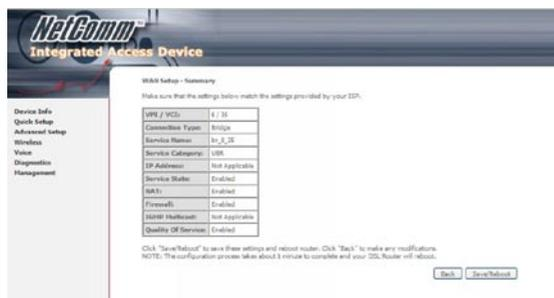 NetComm™
Integrated Access Device
WAN Setup - Summary
Make sure that the settings below match the settings provided by your ISP.
Device Info
Quick Setup
Advanced Setup
Wireless
Voice
Diagnostics
Management
VPI / VCI: / 35
Connection Type: Bridge
Service Name:
Service Category: UBR
IP Address: Not Applicable
Service State: Enabled
NAT: Enabled
Firewall: Enabled
IGMP Multicast: Not Applicable
Quality Of Service: Enabled
Click "Save/Reboot" to save these settings and reboot router. Click "Back" to make any modifications.
NOTE: The configuration process takes about 1 minute to complete and your DSL Router will reboot.
Back Save/Reboot